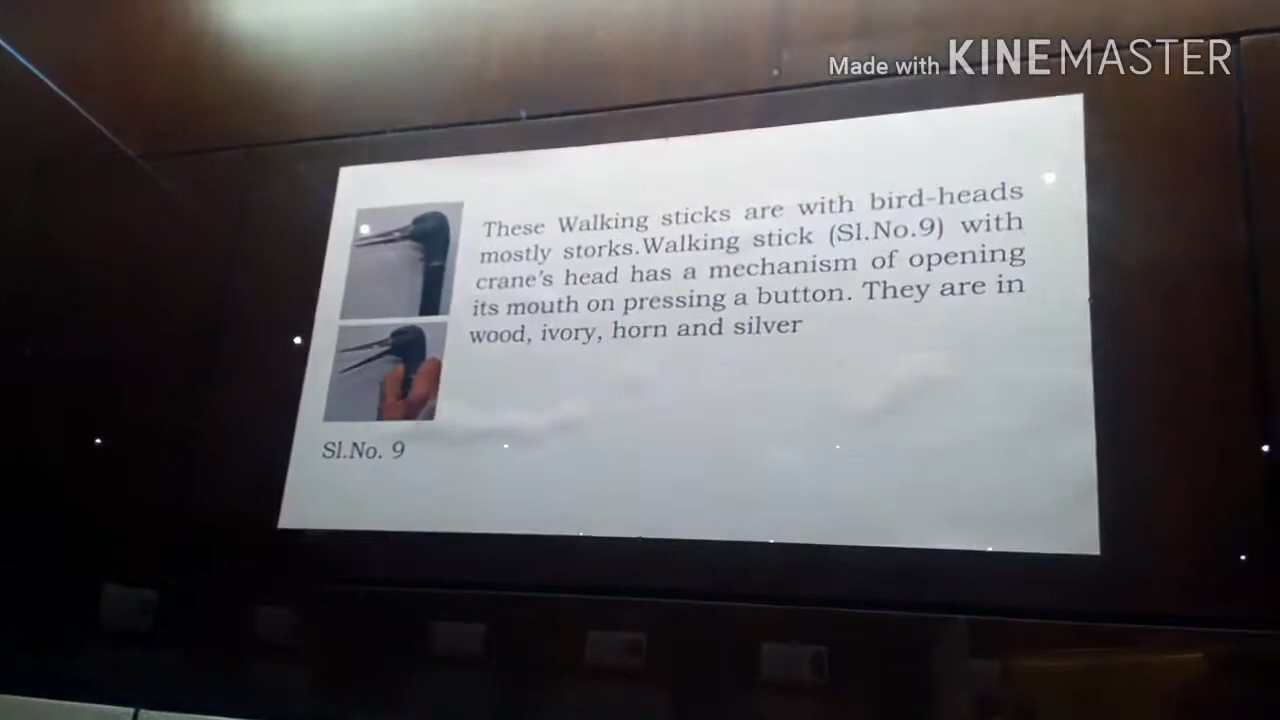 Made with KINEMASTER
These Walking sticks are with bird-heads
mostly storks.Walking stick (Sl.No.9) with
crane's head has a mechanism of opening
its mouth on pressing a button. They are in
wood, ivory, horn and silver
Sl.No. 9